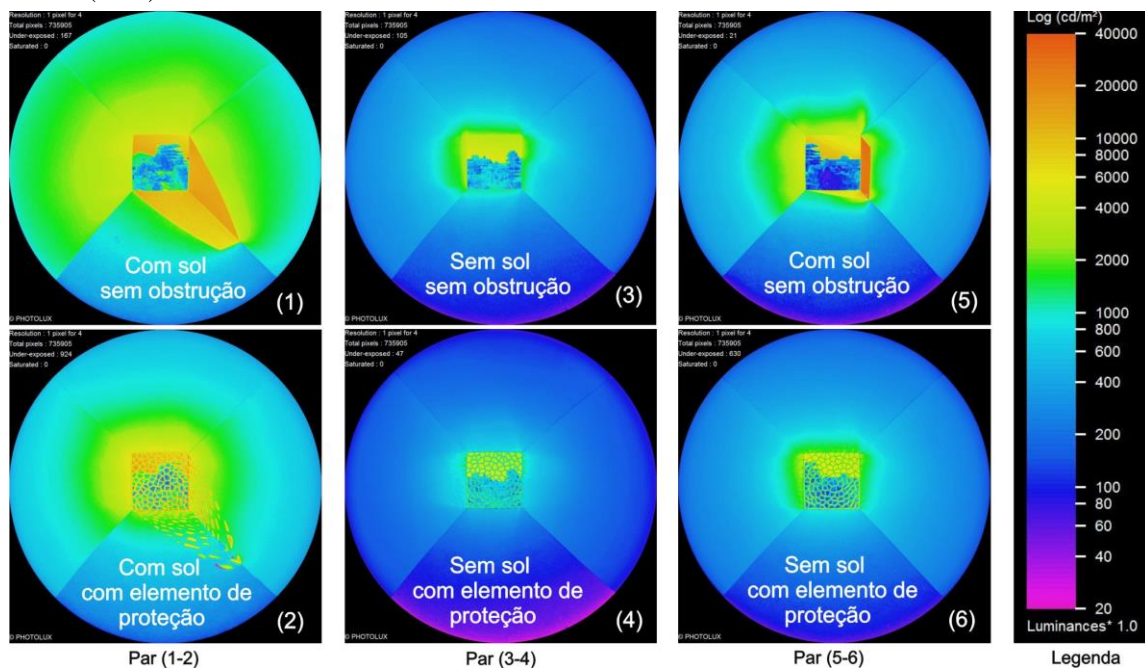 Resolution : 1 pixel for 4
Total pixels : 735905
Under-exposed : 167
Saturated : 0
Com sol
sem obstrução
(1)
© PHOTOLUX
Resolution : 1 pixel for 4
Total pixels : 735905
Under-exposed : 105
Saturated : 0
Sem sol
sem obstrução
(3)
© PHOTOLUX
Resolution : 1 pixel for 4
Total pixels : 735905
Under-exposed : 21
Saturated : 0
Com sol
sem obstrução
(5)
© PHOTOLUX
Resolution : 1 pixel for 4
Total pixels : 735905
Under-exposed : 924
Saturated : 0
Com sol
com elemento de
proteção
(2)
© PHOTOLUX
Par (1-2)
Resolution : 1 pixel for 4
Total pixels : 735905
Under-exposed : 47
Saturated : 0
Sem sol
com elemento de
proteção
(4)
© PHOTOLUX
Par (3-4)
Resolution : 1 pixel for 4
Total pixels : 735905
Under-exposed : 630
Saturated : 0
Sem sol
com elemento de
proteção
(6)
© PHOTOLUX
Par (5-6)
Log (cd/m²)
40000
20000
10000
8000
6000
4000
2000
1000
800
600
400
200
100
80
60
40
20
Luminances* 1.0
Legenda